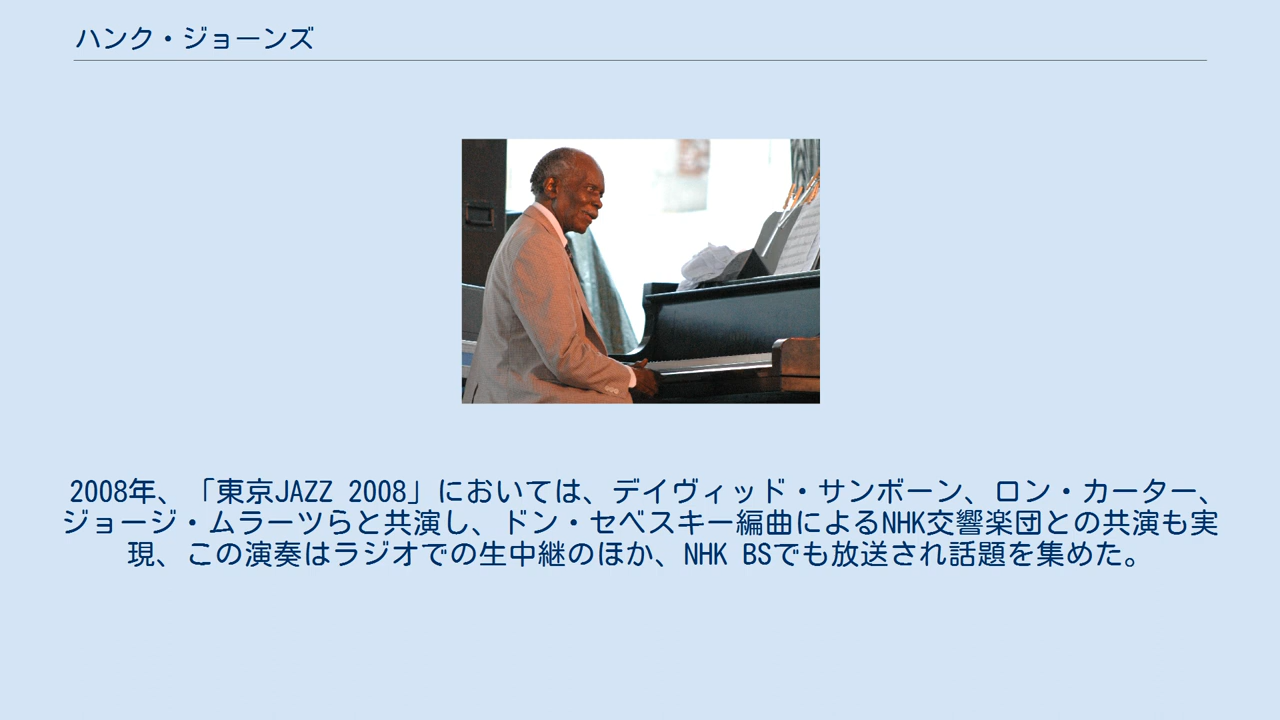 ハンク・ジョーンズ
2008年、「東京JAZZ 2008」においては、デイヴィッド・サンボーン、ロン・カーター、
ジョージ・ムラーツらと共演し、ドン・セベスキー編曲によるNHK交響楽団との共演も実
現、この演奏はラジオでの生中継のほか、NHK BSでも放送され話題を集めた。